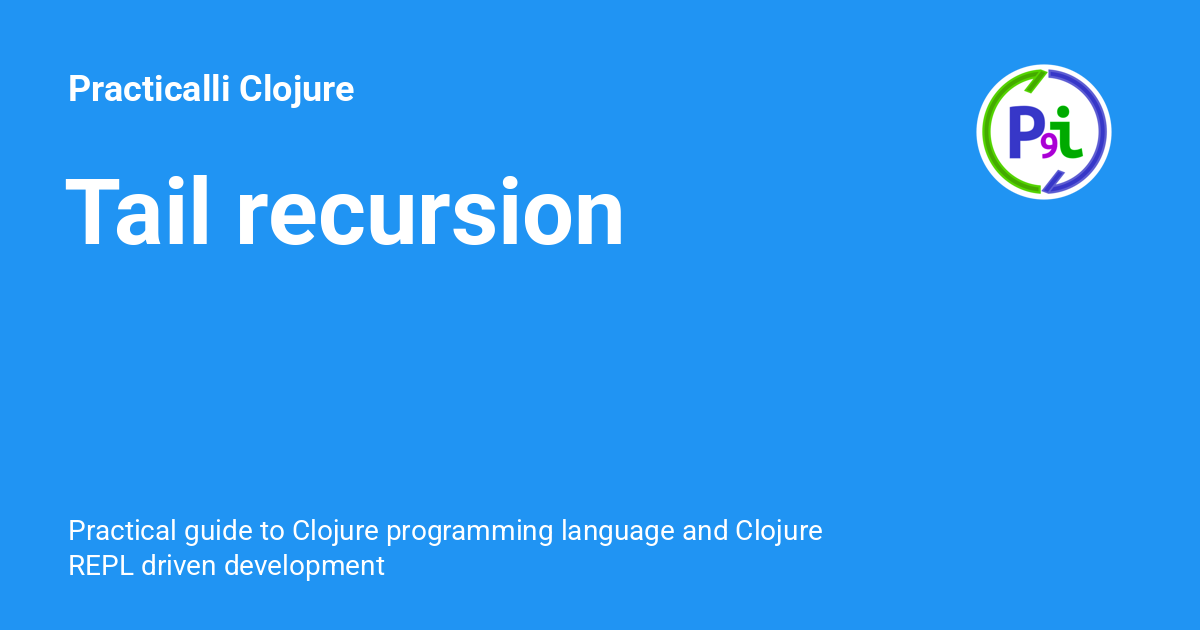 Practicalli Clojure
P9i
Tail recursion
Practical guide to Clojure programming language and Clojure
REPL driven development